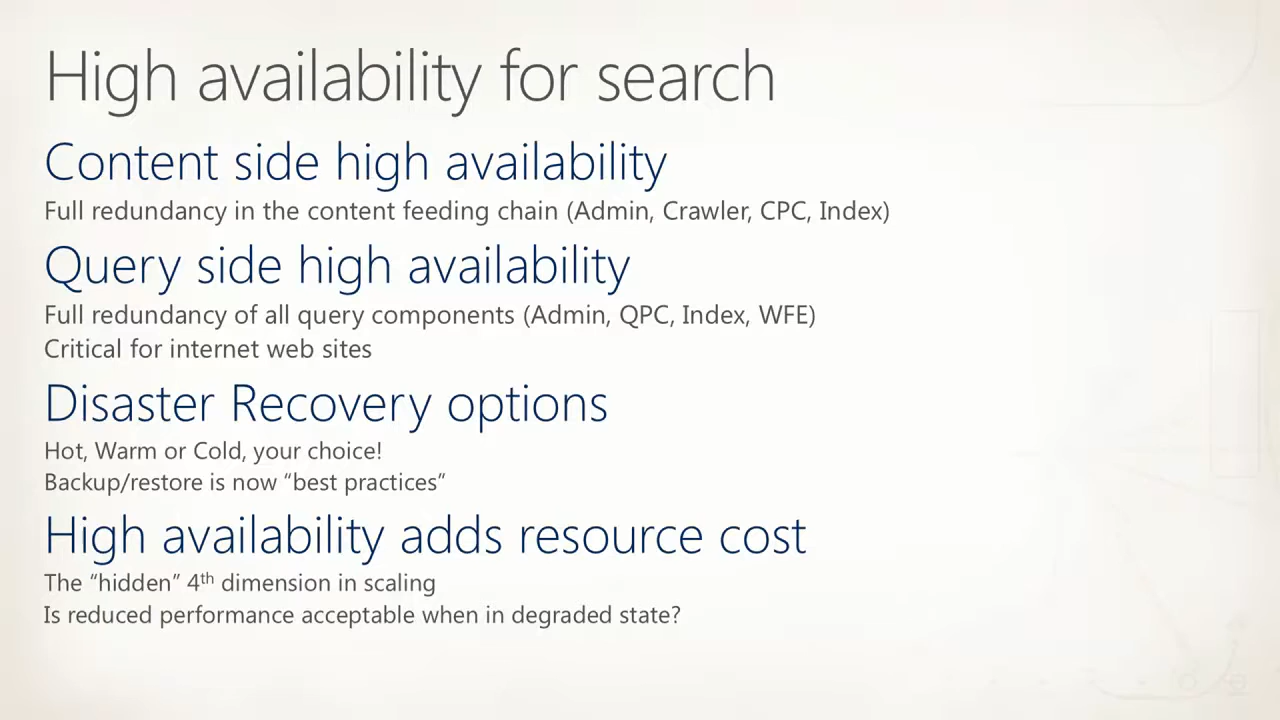 High availability for search
Content side high availability
Full redundancy in the content feeding chain (Admin, Crawler, CPC, Index)
Query side high availability
Full redundancy of all query components (Admin, QPC, Index, WFE)
Critical for internet web sites
Disaster Recovery options
Hot, Warm or Cold, your choice!
Backup/restore is now “best practices”
High availability adds resource cost
The “hidden” 4th dimension in scaling
Is reduced performance acceptable when in degraded state?